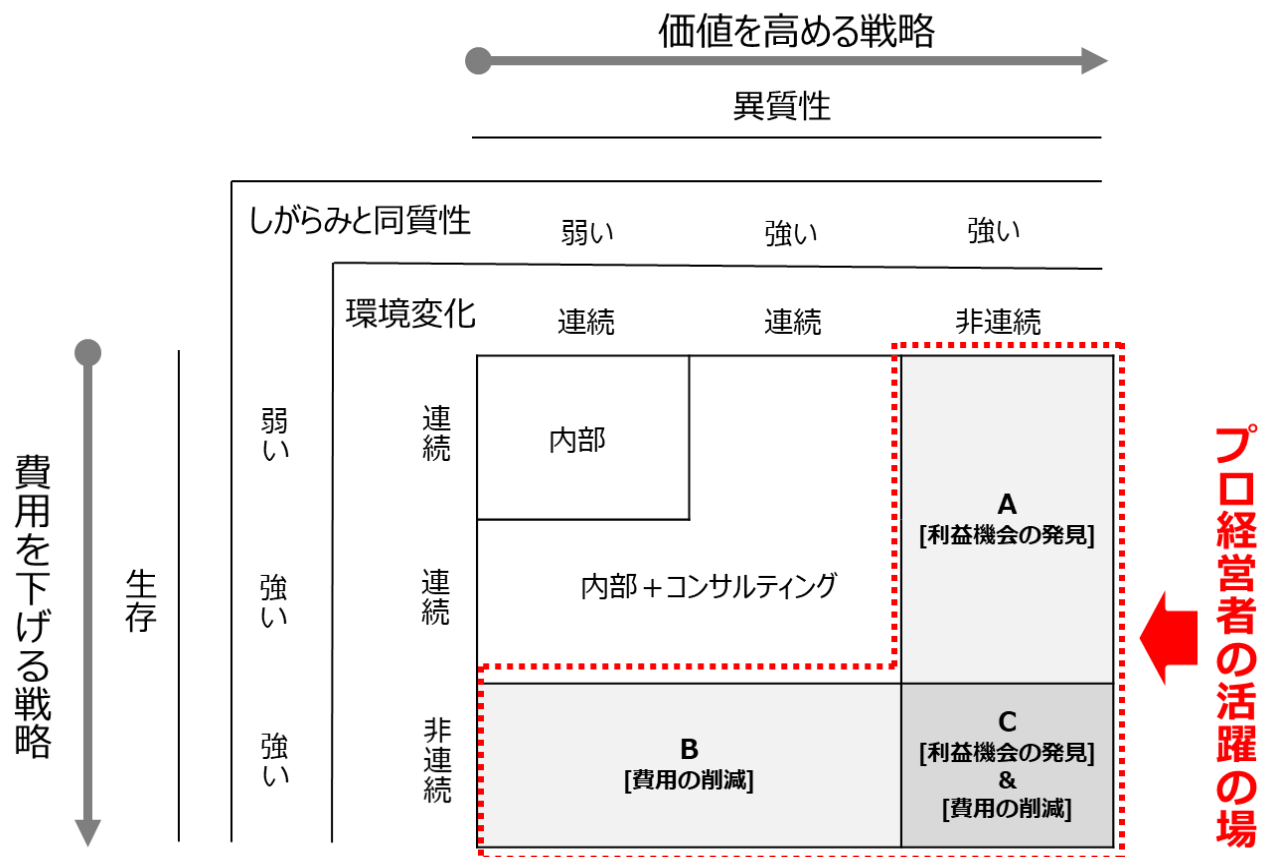 価値を高める戦略
異質性
しがらみと同質性
弱い
強い
強い
環境変化
連続
連続
非連続
費用を下げる戦略
生存
弱い
連続
内部
強い
連続
内部＋コンサルティング
強い
非連続
A
[利益機会の発見]
B
[費用の削減]
C
[利益機会の発見]
&
[費用の削減]
プロ経営者の活躍の場